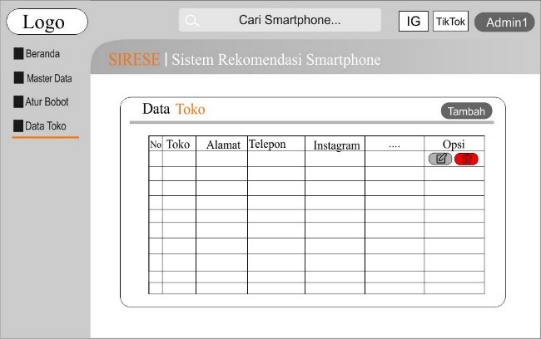 Logo
Cari Smartphone...
IG
TikTok
Admin1
Beranda
Master Data
Atur Bobot
Data Toko
SIRESE | Sistem Rekomendasi Smartphone
Data Toko
Tambah
No Toko Alamat Telepon Instagram .... Opsi